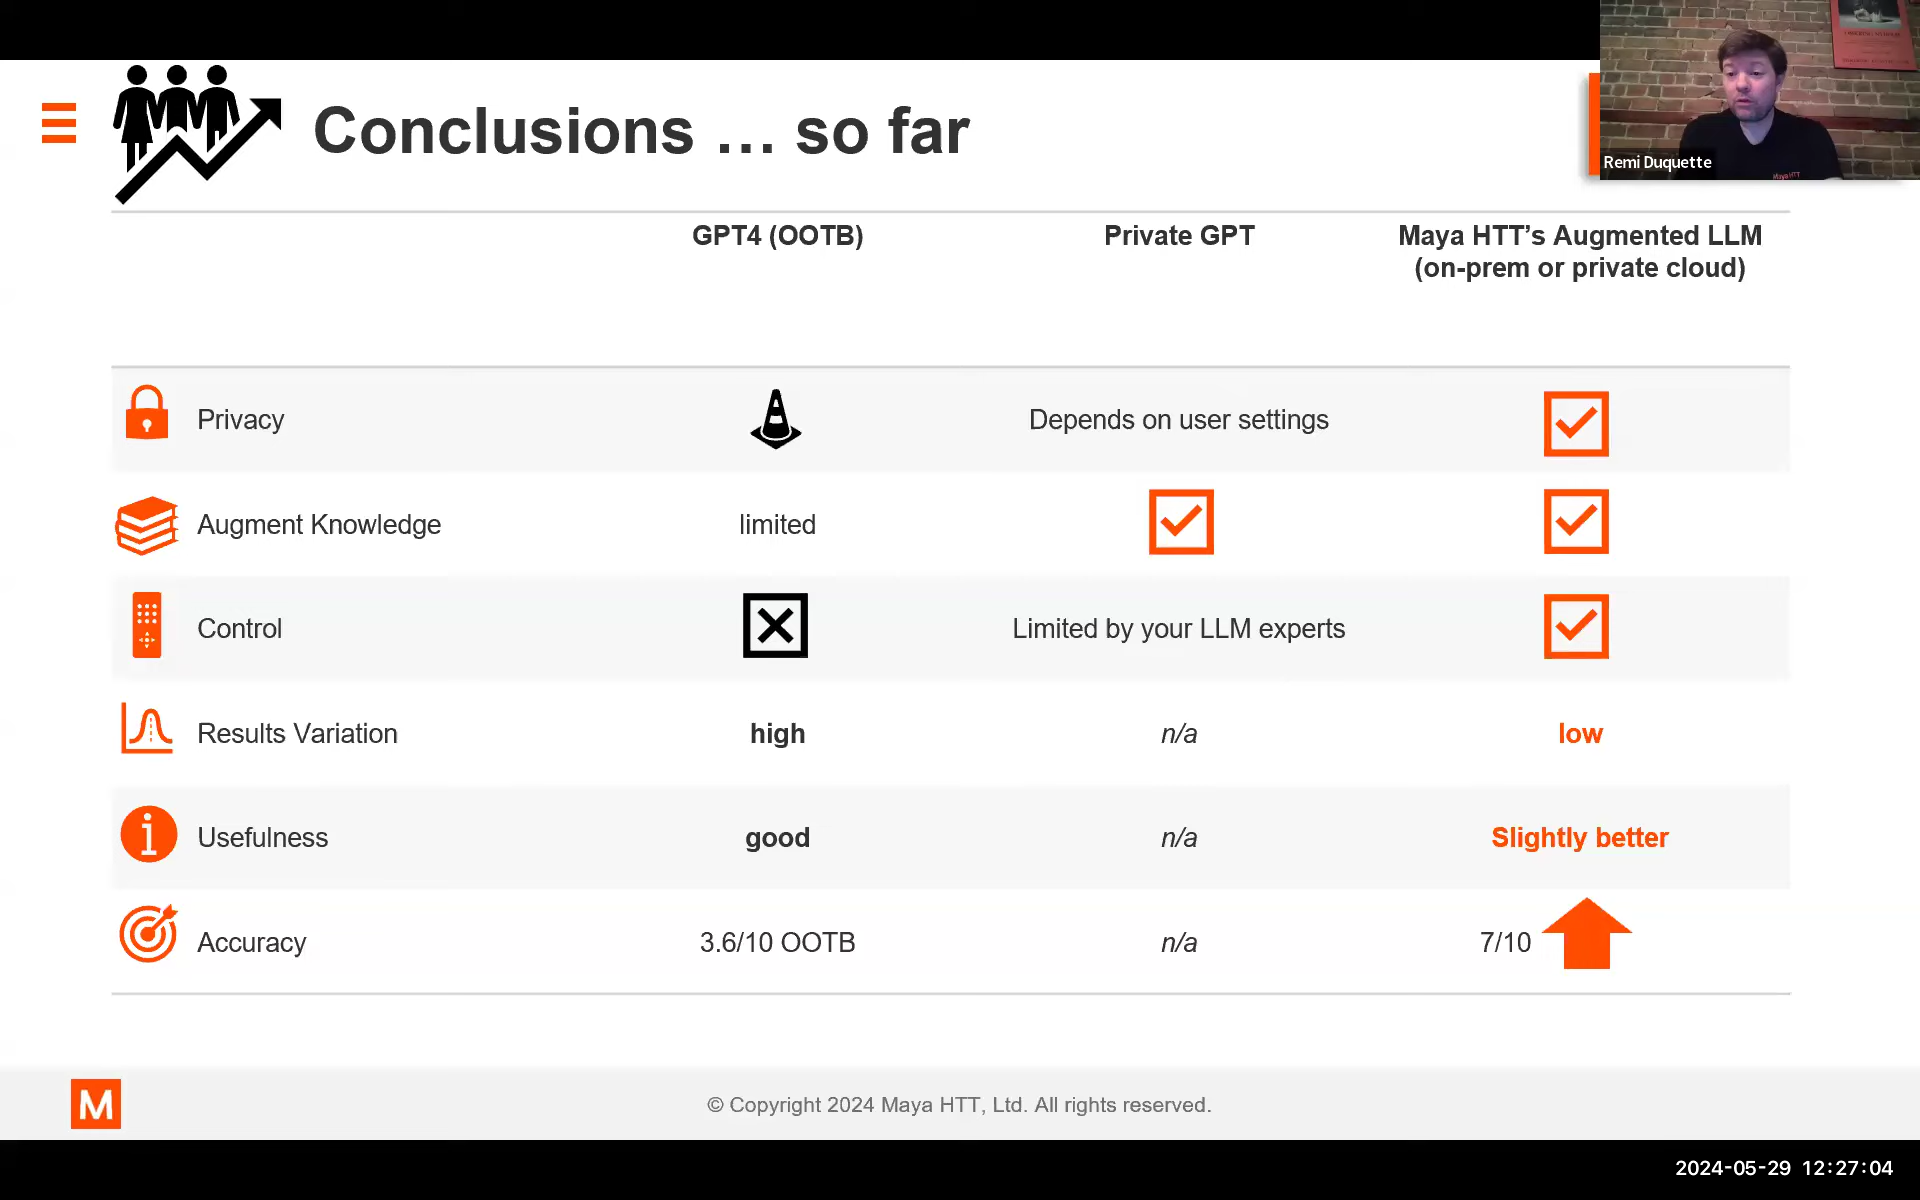 Conclusions … so far
Remi Duquette
Maya HTT
GPT4 (OOTB)
Private GPT
Maya HTT’s Augmented LLM
(on-prem or private cloud)
Privacy
Depends on user settings
Augment Knowledge
limited
Control
Limited by your LLM experts
Results Variation
high
n/a
low
Usefulness
good
n/a
Slightly better
Accuracy
3.6/10 OOTB
n/a
7/10
M
© Copyright 2024 Maya HTT, Ltd. All rights reserved.
2024-05-29 12:27:04